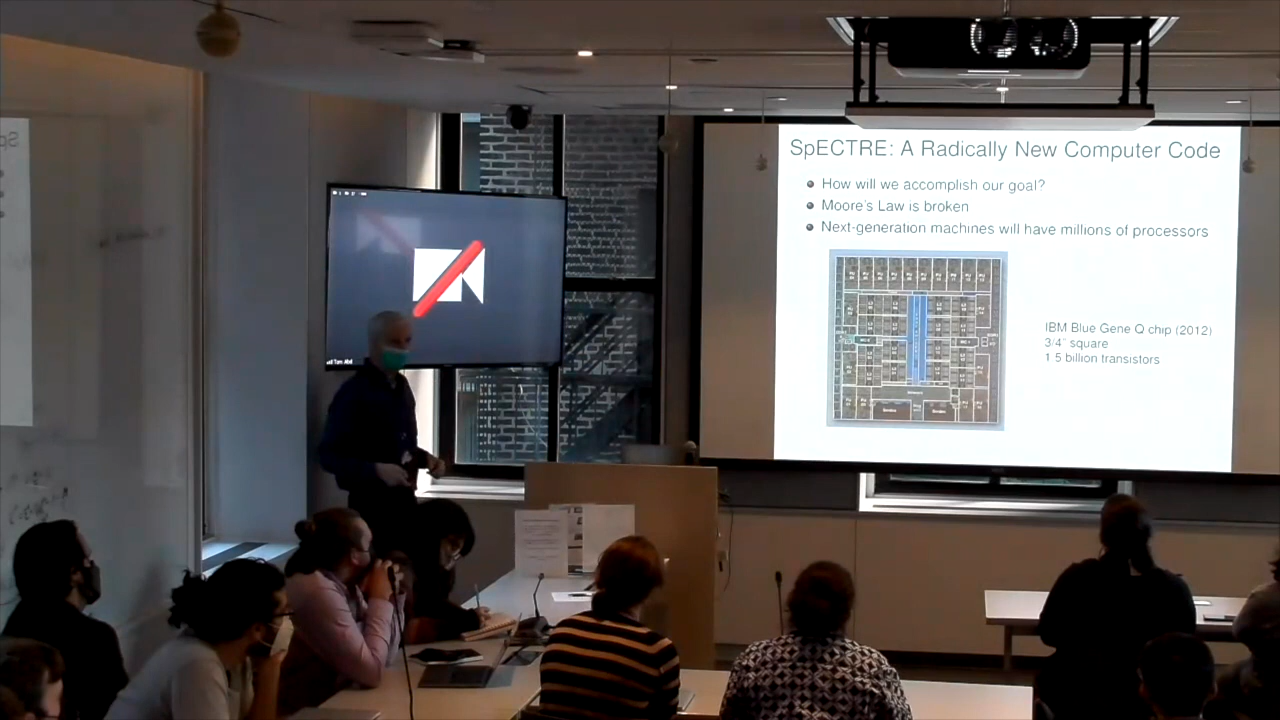 SpECTRE: A Radically New Computer Code
How will we accomplish our goal?
Moore's Law is broken
Next-generation machines will have millions of processors
IBM Blue Gene Q chip (2012)
3/4" square
1.5 billion transistors